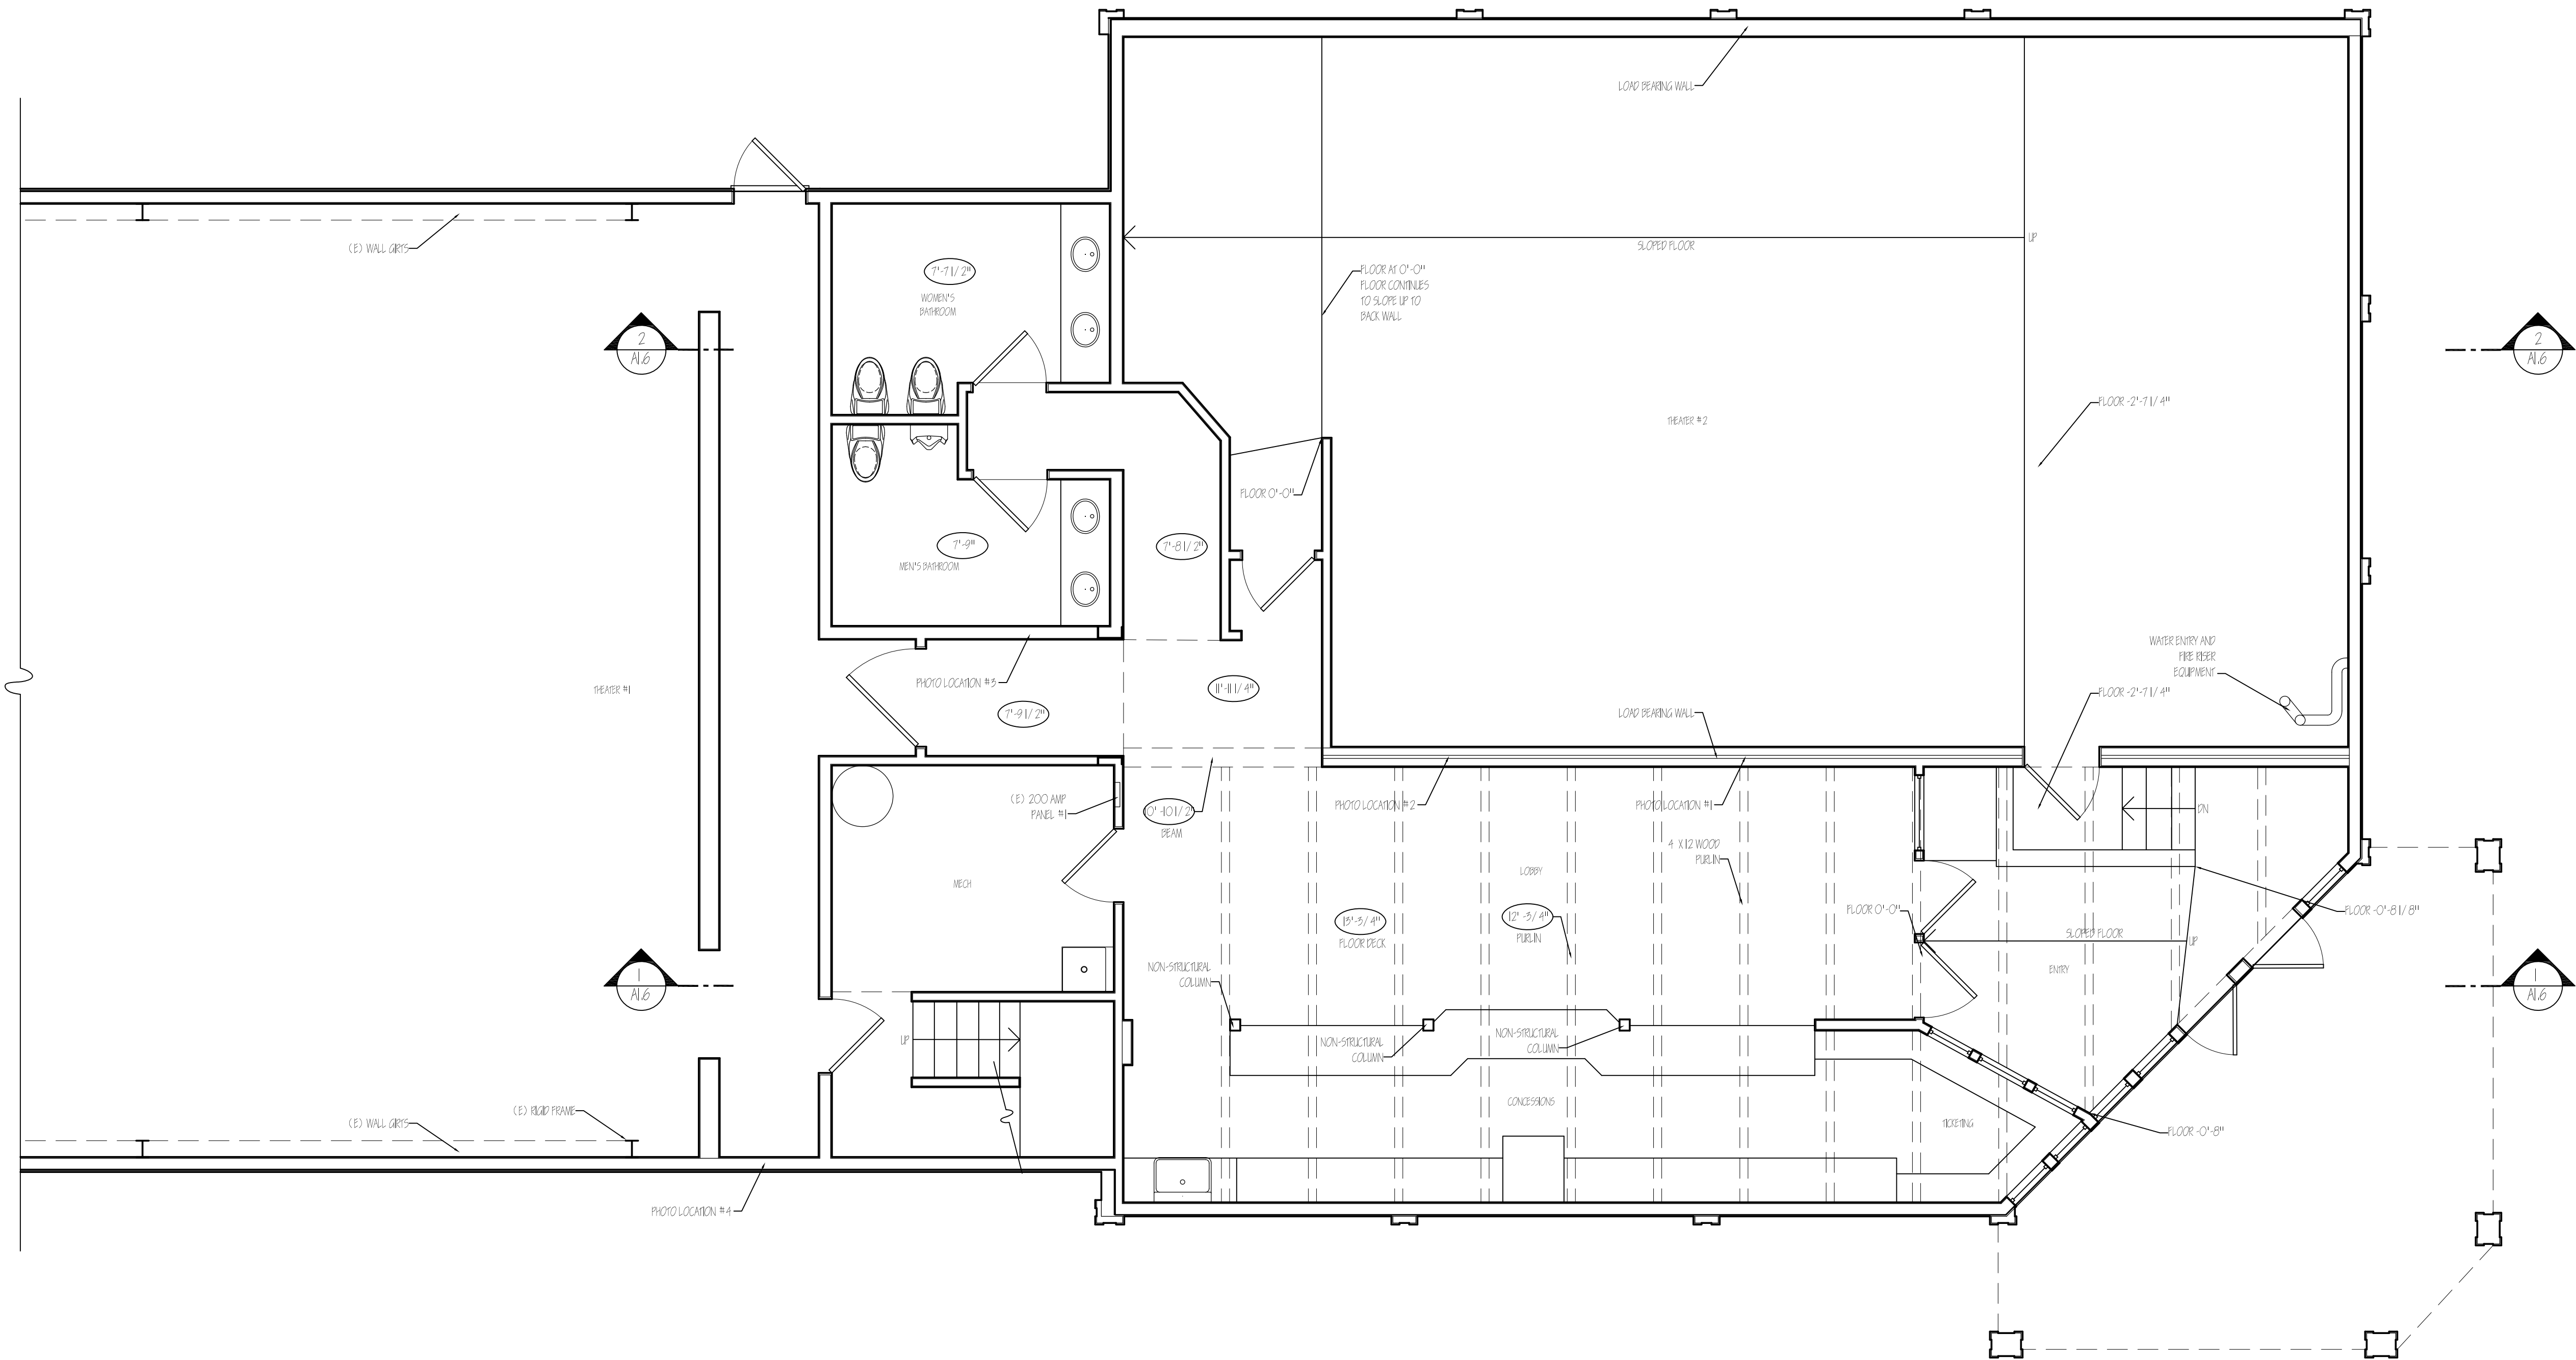 LOAD BEARING WALL
(E) WALL GIRTS
SLOPED FLOOR
UP
7'-7 1/2"
WOMEN'S
BATHROOM
FLOOR AT 0'-0"
FLOOR CONTINUES
TO SLOPE UP TO
BACK WALL
2
A1.6
2
A1.6
FLOOR -2'-7 1/4"
THEATER #2
FLOOR 0'-0"
7'-9"
MEN'S BATHROOM
7'-8 1/2"
WATER ENTRY AND
FIRE RISER
EQUIPMENT
THEATER #1
PHOTO LOCATION #3
11'-11 1/4"
FLOOR -2'-7 1/4"
7'-9 1/2"
LOAD BEARING WALL
(E) 200 AMP
PANEL #1
10'-10 1/2"
BEAM
PHOTO LOCATION #2
PHOTO LOCATION #1
DN
4 X 12 WOOD
PURLIN
MECH
LOBBY
13'-3/4"
FLOOR DECK
12'-3/4"
PURLIN
FLOOR 0'-0"
FLOOR -0'-8 1/8"
SLOPED FLOOR
UP
ENTRY
NON-STRUCTURAL
COLUMN
1
A1.6
1
A1.6
UP
NON-STRUCTURAL
COLUMN
NON-STRUCTURAL
COLUMN
(E) WALL GIRTS
(E) RIGID FRAME
CONCESSIONS
TICKETING
FLOOR -0'-8"
PHOTO LOCATION #4